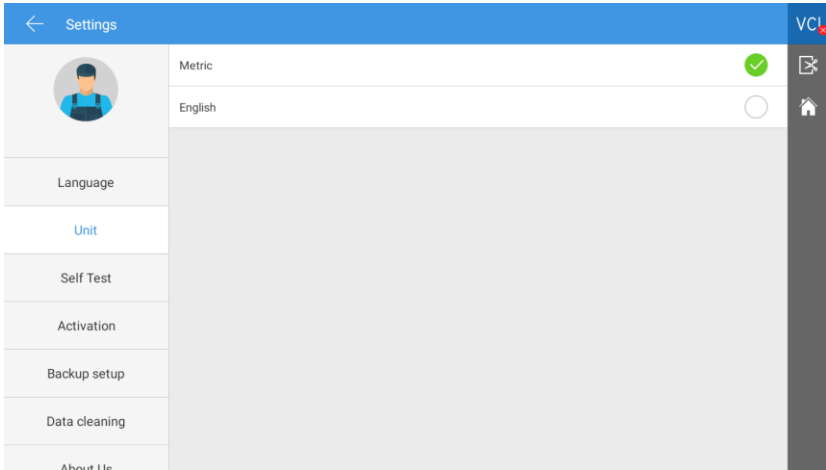 Settings
VCI
Metric
English
Language
Unit
Self Test
Activation
Backup setup
Data cleaning
About Us